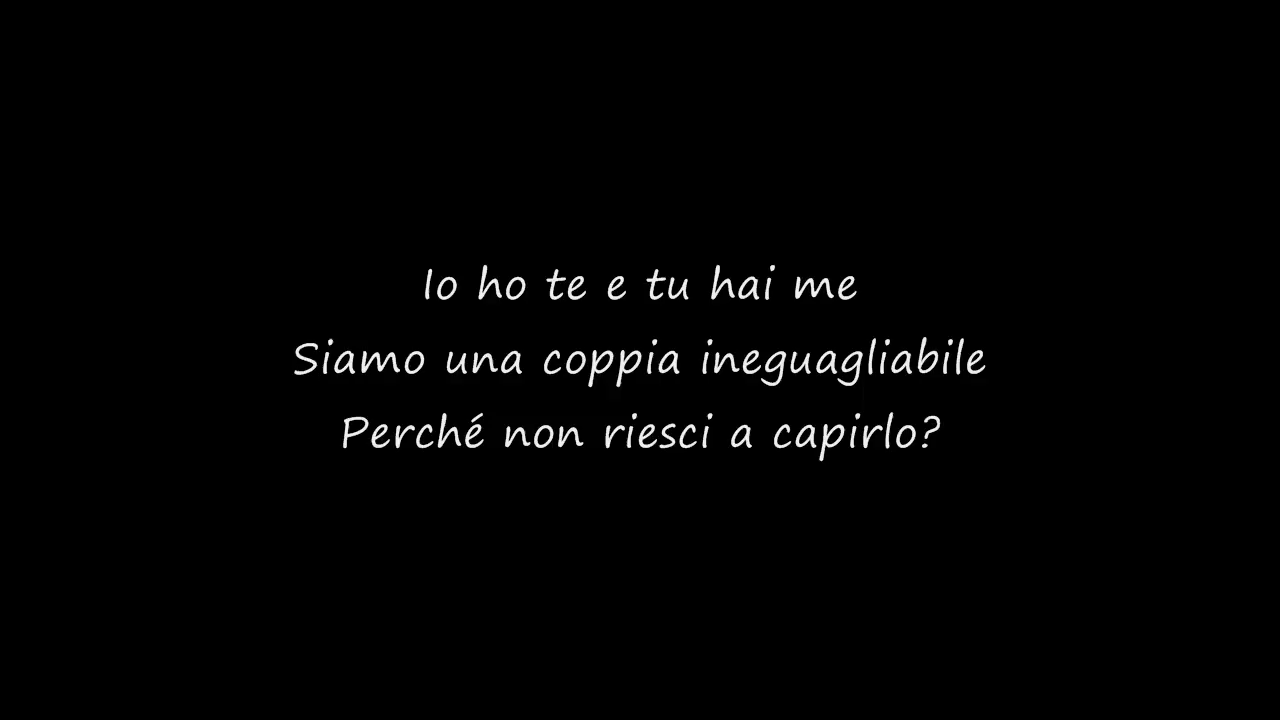 Io ho te e tu hai me
Siamo una coppia ineguagliabile
Perché non riesci a capirlo?